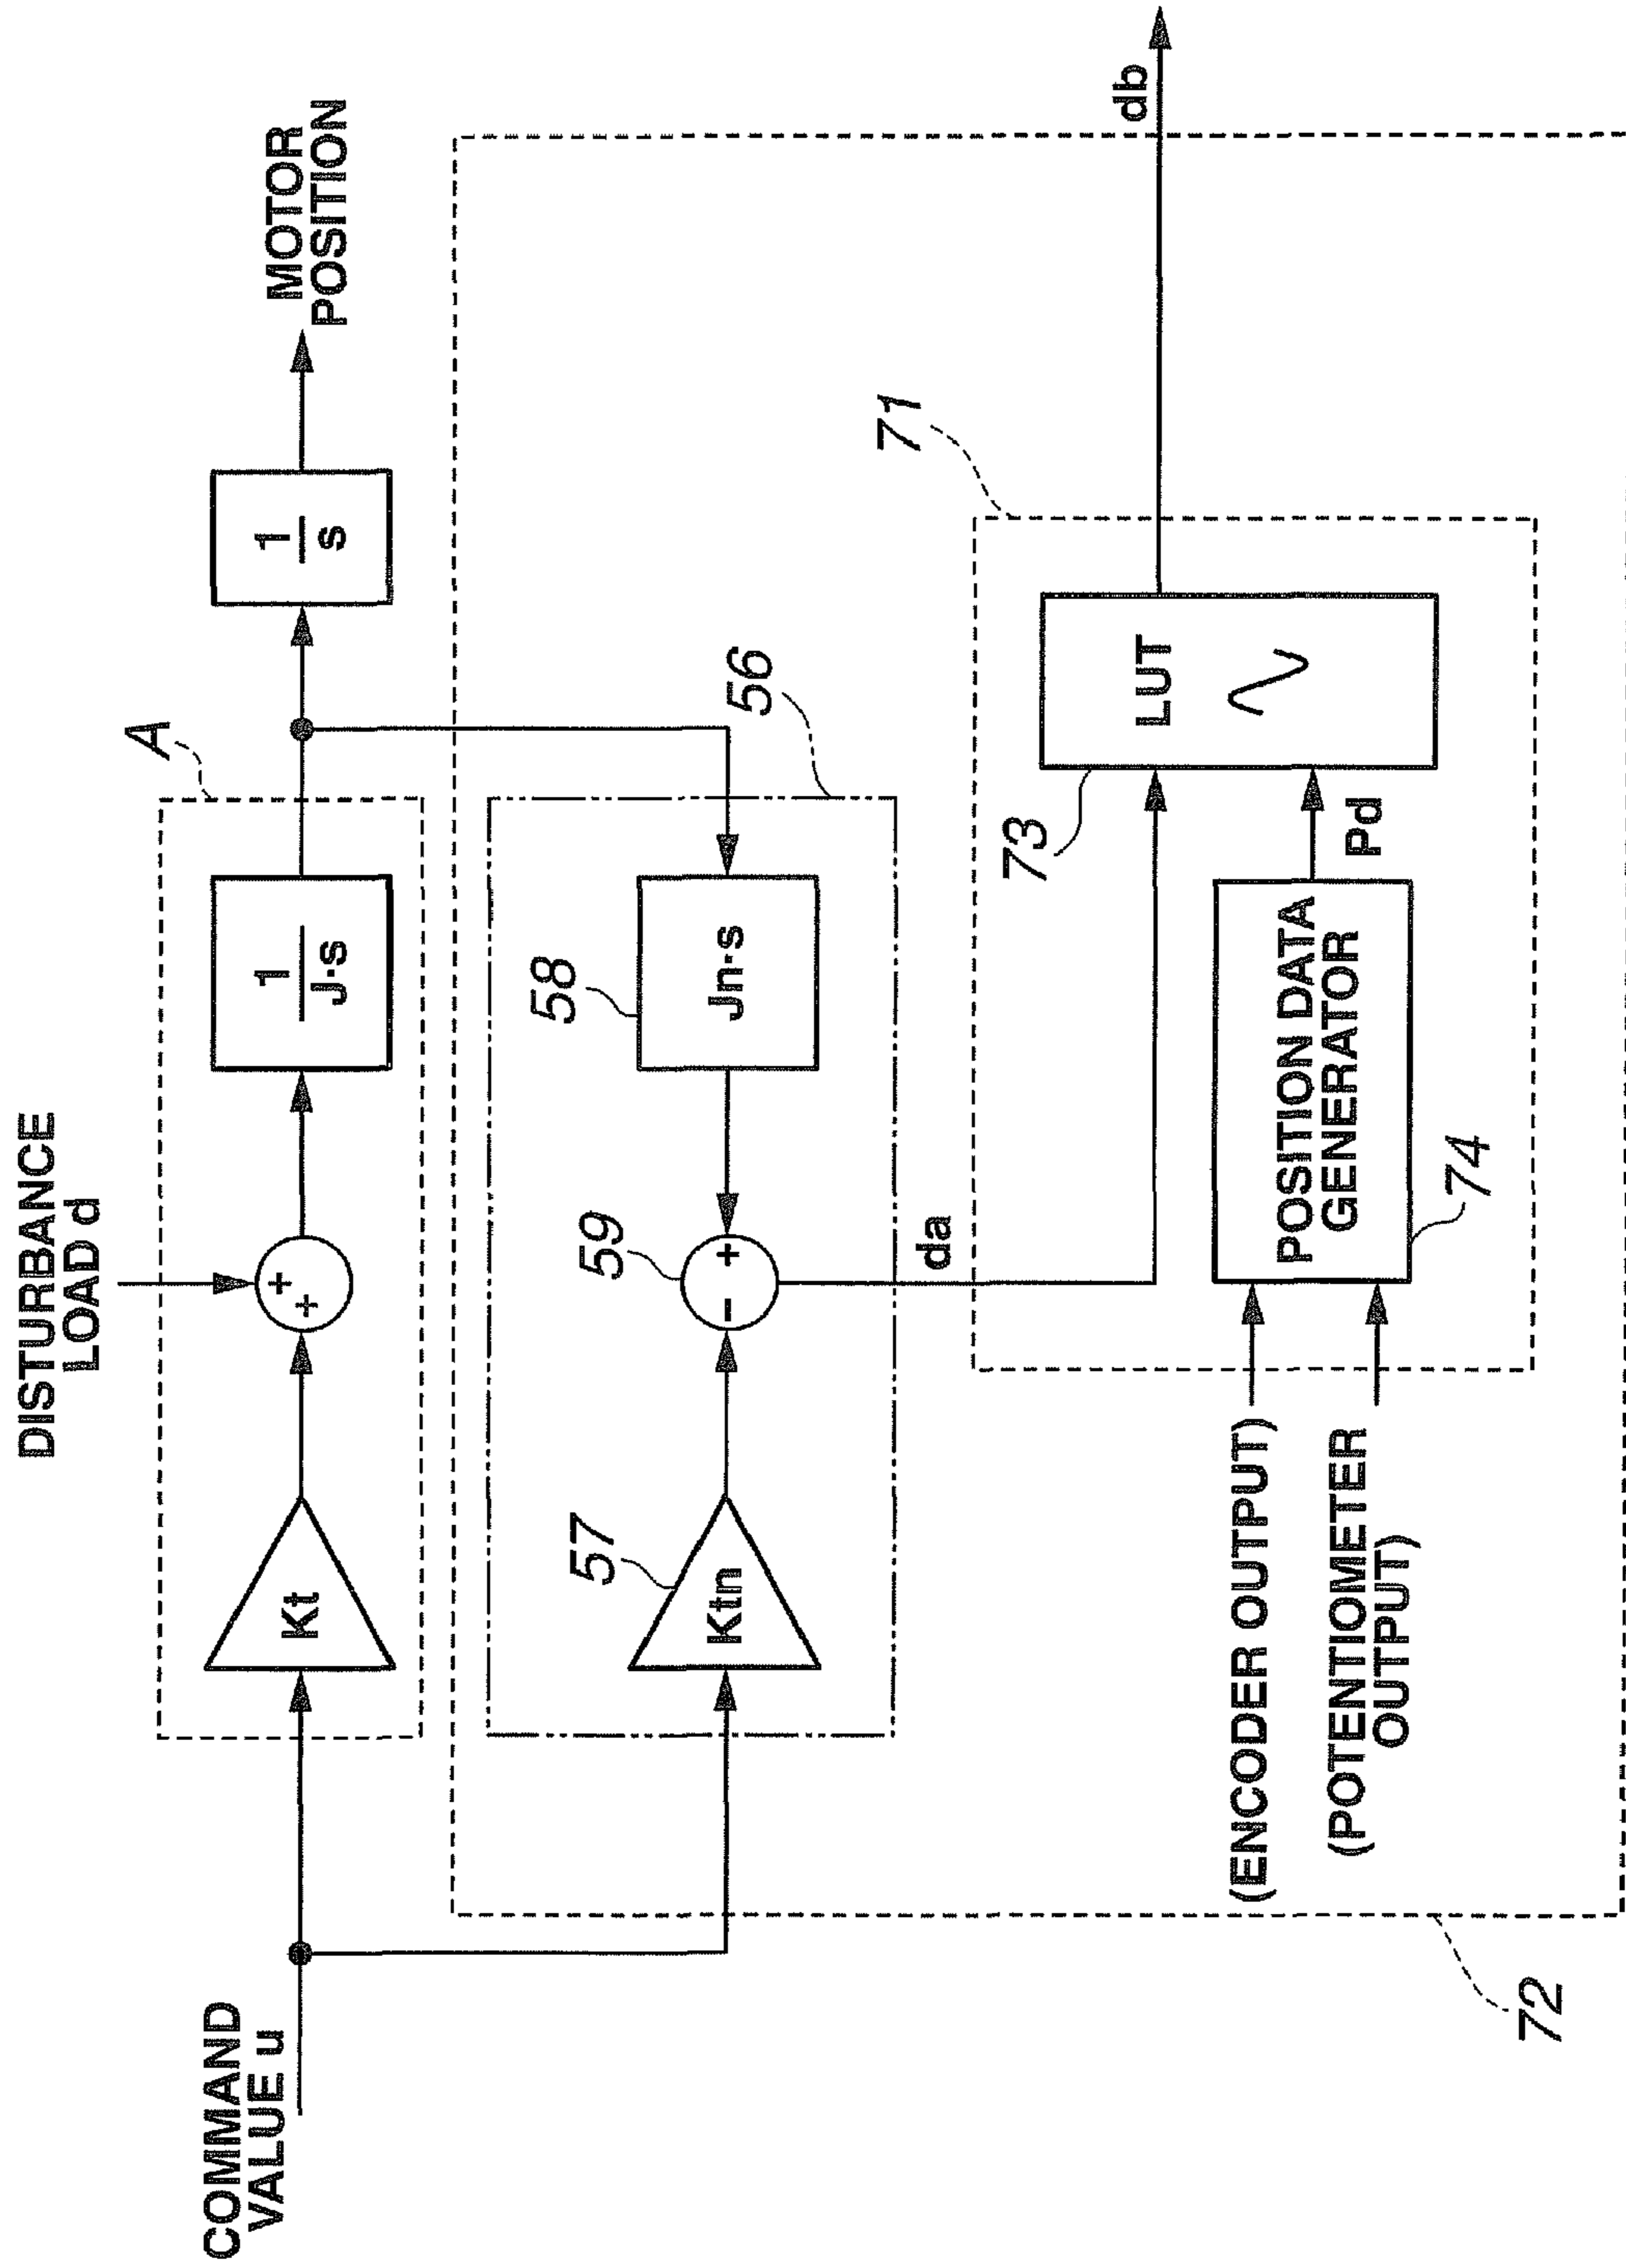 DISTURBANCE
LOAD d
COMMAND
VALUE u
Kt
+
+
1
J·s
A
1
s
MOTOR
POSITION
57
Ktn
59
-
+
58
Jn·s
56
da
71
73
LUT
db
(ENCODER OUTPUT)
(POTENTIOMETER
OUTPUT)
POSITION DATA
GENERATOR
74
Pd
72